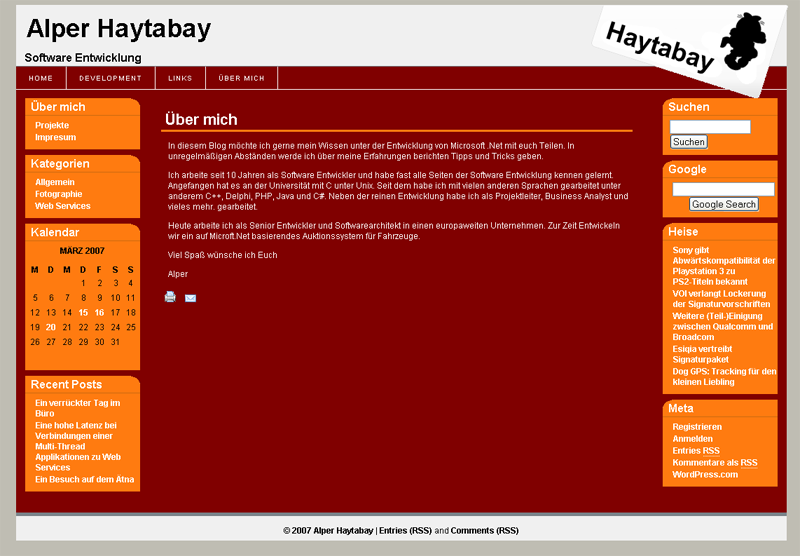 Alper Haytabay
Software Entwicklung
Haytabay
HOME
DEVELOPMENT
LINKS
ÜBER MICH
Über mich
Projekte
Impresum
Kategorien
Allgemein
Fotographie
Web Services
Kalendar
MÄRZ 2007
M D M D F S S
1 2 3 4
5 6 7 8 9 10 11
12 13 14 15 16 17 18
19 20 21 22 23 24 25
26 27 28 29 30 31
Recent Posts
Ein verrückter Tag im
Büro
Eine hohe Latenz bei
Verbindungen einer
Multi-Thread
Applikationen zu Web
Services
Ein Besuch auf dem Ätna
Über mich
In diesem Blog möchte ich gerne mein Wissen unter der Entwicklung von Microsoft .Net mit euch Teilen. In
unregelmäßigen Abständen werde ich über meine Erfahrungen berichten Tipps und Tricks geben.
Ich arbeite seit 10 Jahren als Software Entwickler und habe fast alle Seiten der Software Entwicklung kennen gelernt.
Angefangen hat es an der Universität mit C unter Unix. Seit dem habe ich mit vielen anderen Sprachen gearbeitet unter
anderem C++, Delphi, PHP, Java und C#. Neben der reinen Entwicklung habe ich als Projektleiter, Business Analyst und
vieles mehr. gearbeitet.
Heute arbeite ich als Senior Entwickler und Softwarearchitekt in einen europaweiten Unternehmen. Zur Zeit Entwickeln
wir ein auf Microft.Net basierendes Auktionssystem für Fahrzeuge.
Viel Spaß wünsche ich Euch
Alper
Suchen
Suchen
Google
Google Search
Heise
Sony gibt
Abwärtskompatibilität der
Playstation 3 zu
PS2-Titeln bekannt
VOI verlangt Lockerung
der Signaturvorschriften
Weitere (Teil-)Einigung
zwischen Qualcomm und
Broadcom
Esiqia vertreibt
Signaturpaket
Dog GPS: Tracking für den
kleinen Liebling
Meta
Registrieren
Anmelden
Entries RSS
Kommentare als RSS
WordPress.com
© 2007 Alper Haytabay | Entries (RSS) and Comments (RSS)